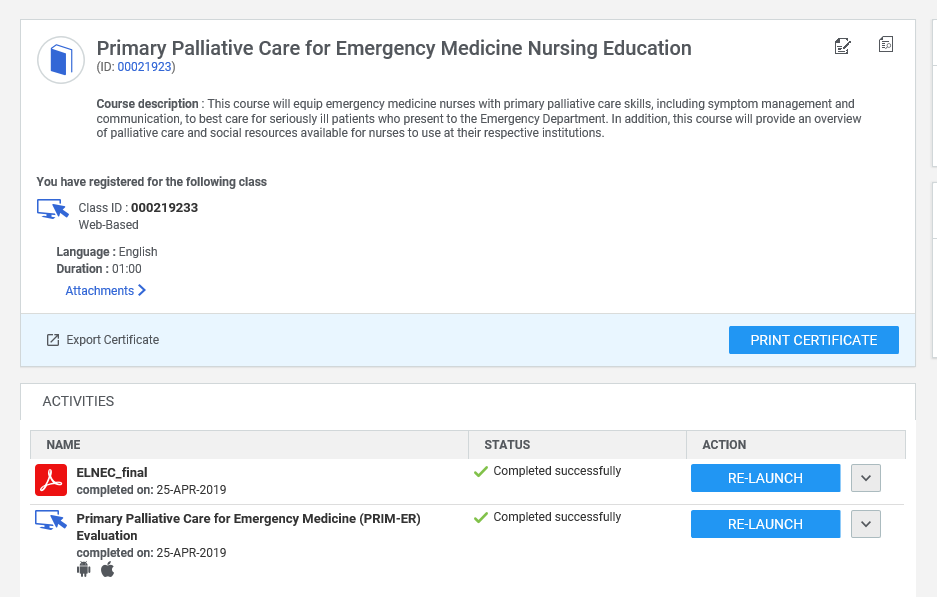 Primary Palliative Care for Emergency Medicine Nursing Education
(ID: 00021923)
Course description : This course will equip emergency medicine nurses with primary palliative care skills, including symptom management and
communication, to best care for seriously ill patients who present to the Emergency Department. In addition, this course will provide an overview
of palliative care and social resources available for nurses to use at their respective institutions.
You have registered for the following class
Class ID : 000219233
Web-Based
Language : English
Duration : 01:00
Attachments
Export Certificate
PRINT CERTIFICATE
ACTIVITIES
NAME STATUS ACTION
ELNEC_final Completed successfully RE-LAUNCH
completed on: 25-APR-2019
Primary Palliative Care for Emergency Medicine (PRIM-ER) Completed successfully RE-LAUNCH
Evaluation
completed on: 25-APR-2019